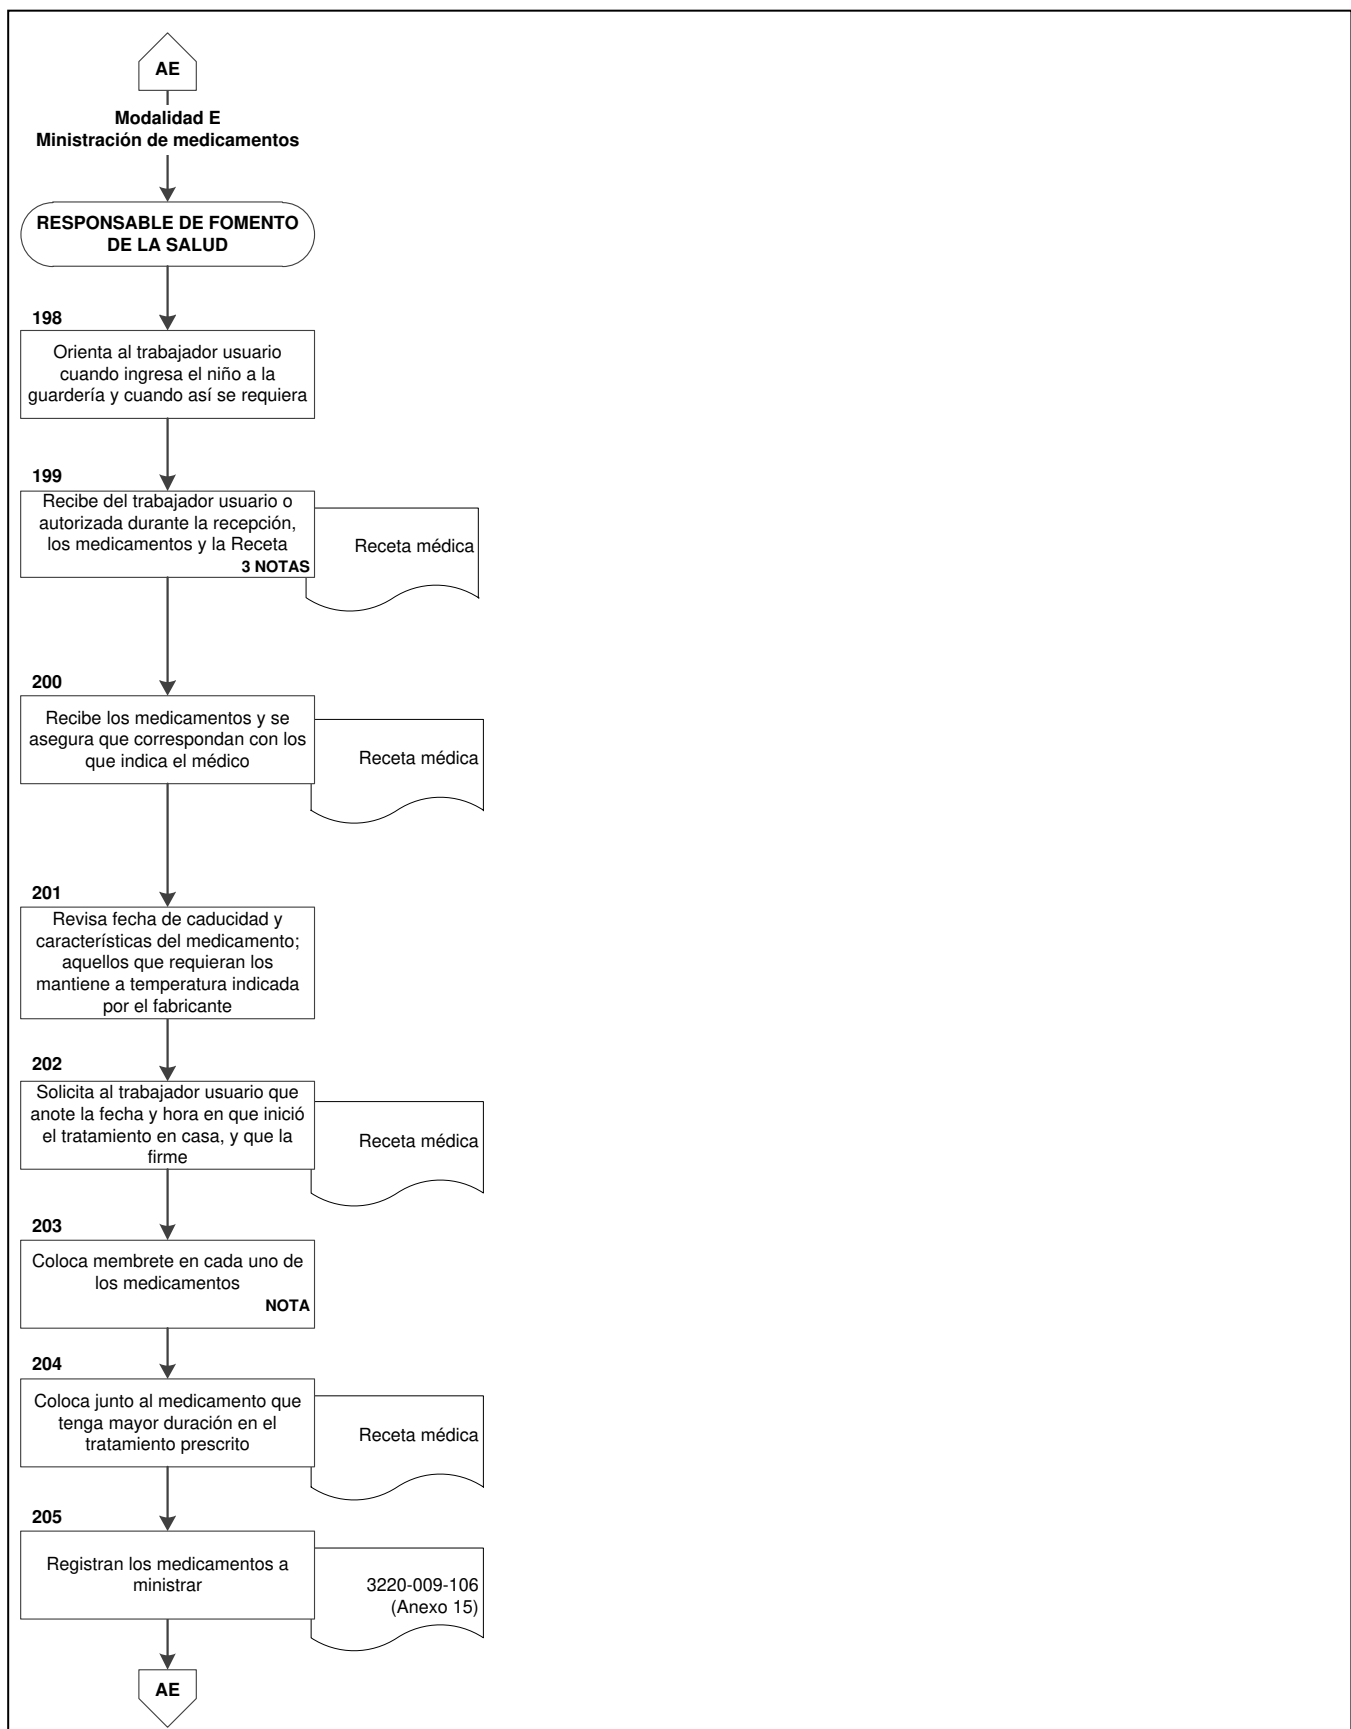 AE
Modalidad E
Ministración de medicamentos
RESPONSABLE DE FOMENTO
DE LA SALUD
198
Orienta al trabajador usuario
cuando ingresa el niño a la
guardería y cuando así se requiera
199
Recibe del trabajador usuario o
autorizada durante la recepción,
los medicamentos y la Receta
3 NOTAS
Receta médica
200
Recibe los medicamentos y se
asegura que correspondan con los
que indica el médico
Receta médica
201
Revisa fecha de caducidad y
características del medicamento;
aquellos que requieran los
mantiene a temperatura indicada
por el fabricante
202
Solicita al trabajador usuario que
anote la fecha y hora en que inició
el tratamiento en casa, y que la
firme
Receta médica
203
Coloca membrete en cada uno de
los medicamentos
NOTA
204
Coloca junto al medicamento que
tenga mayor duración en el
tratamiento prescrito
Receta médica
205
Registran los medicamentos a
ministrar
3220-009-106
(Anexo 15)
AE